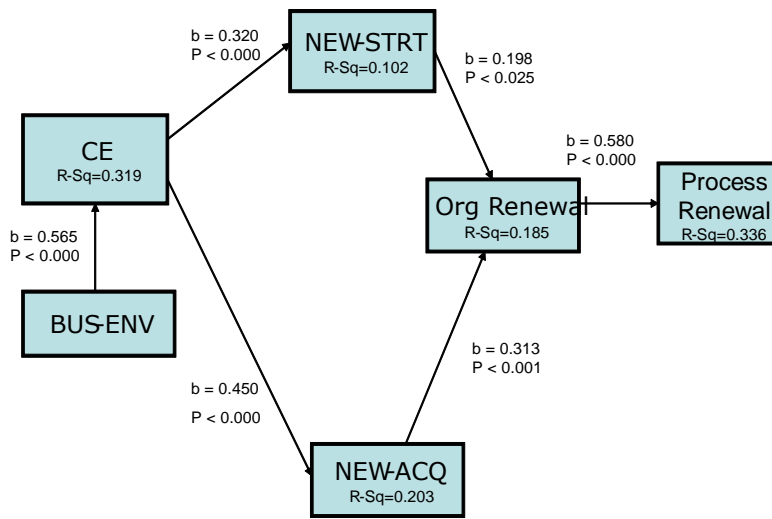 b = 0.320
P < 0.000
NEW-STRT
R-Sq=0.102
b = 0.198
P < 0.025
CE
R-Sq=0.319
b = 0.580
P < 0.000
Org Renewal
R-Sq=0.185
Process
Renewal
R-Sq=0.336
b = 0.565
P < 0.000
BUS-ENV
b = 0.313
P < 0.001
b = 0.450
P < 0.000
NEW-ACQ
R-Sq=0.203